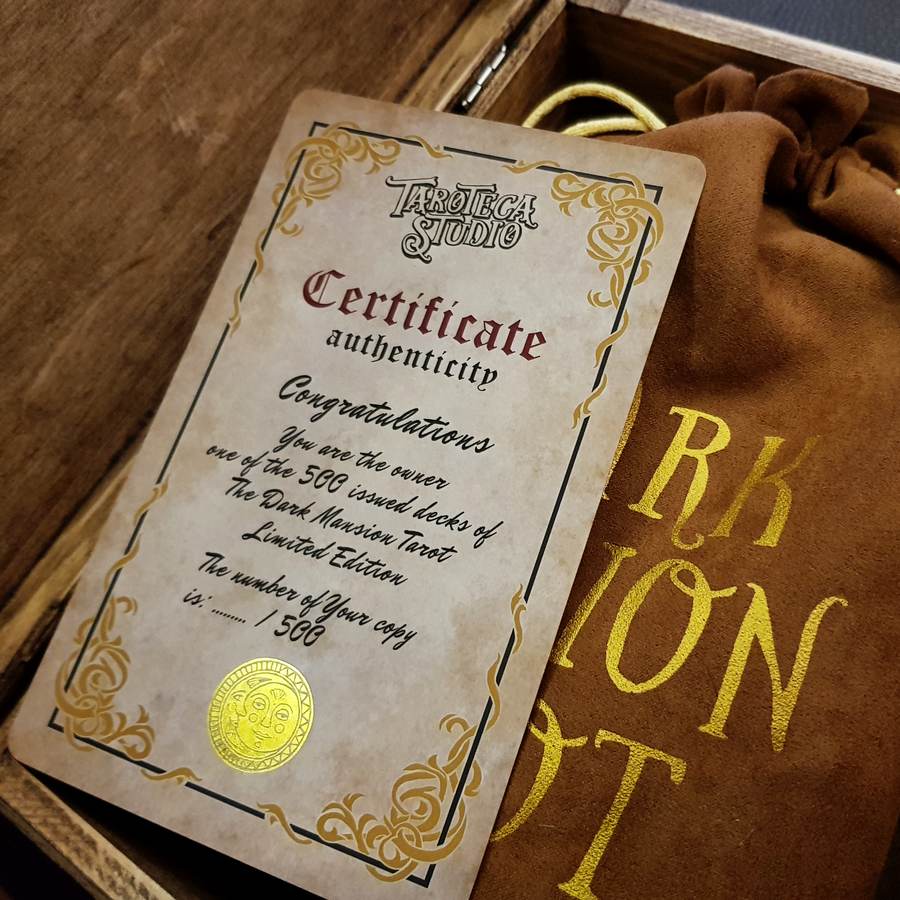 TAROTECA
STUDIO
Certificate
authenticity
Congratulations
You are the owner
one of the 500 issued decks of
The Dark Mansion Tarot
Limited Edition
The number of Your copy
is: ......... / 500
ARK
ION
OT